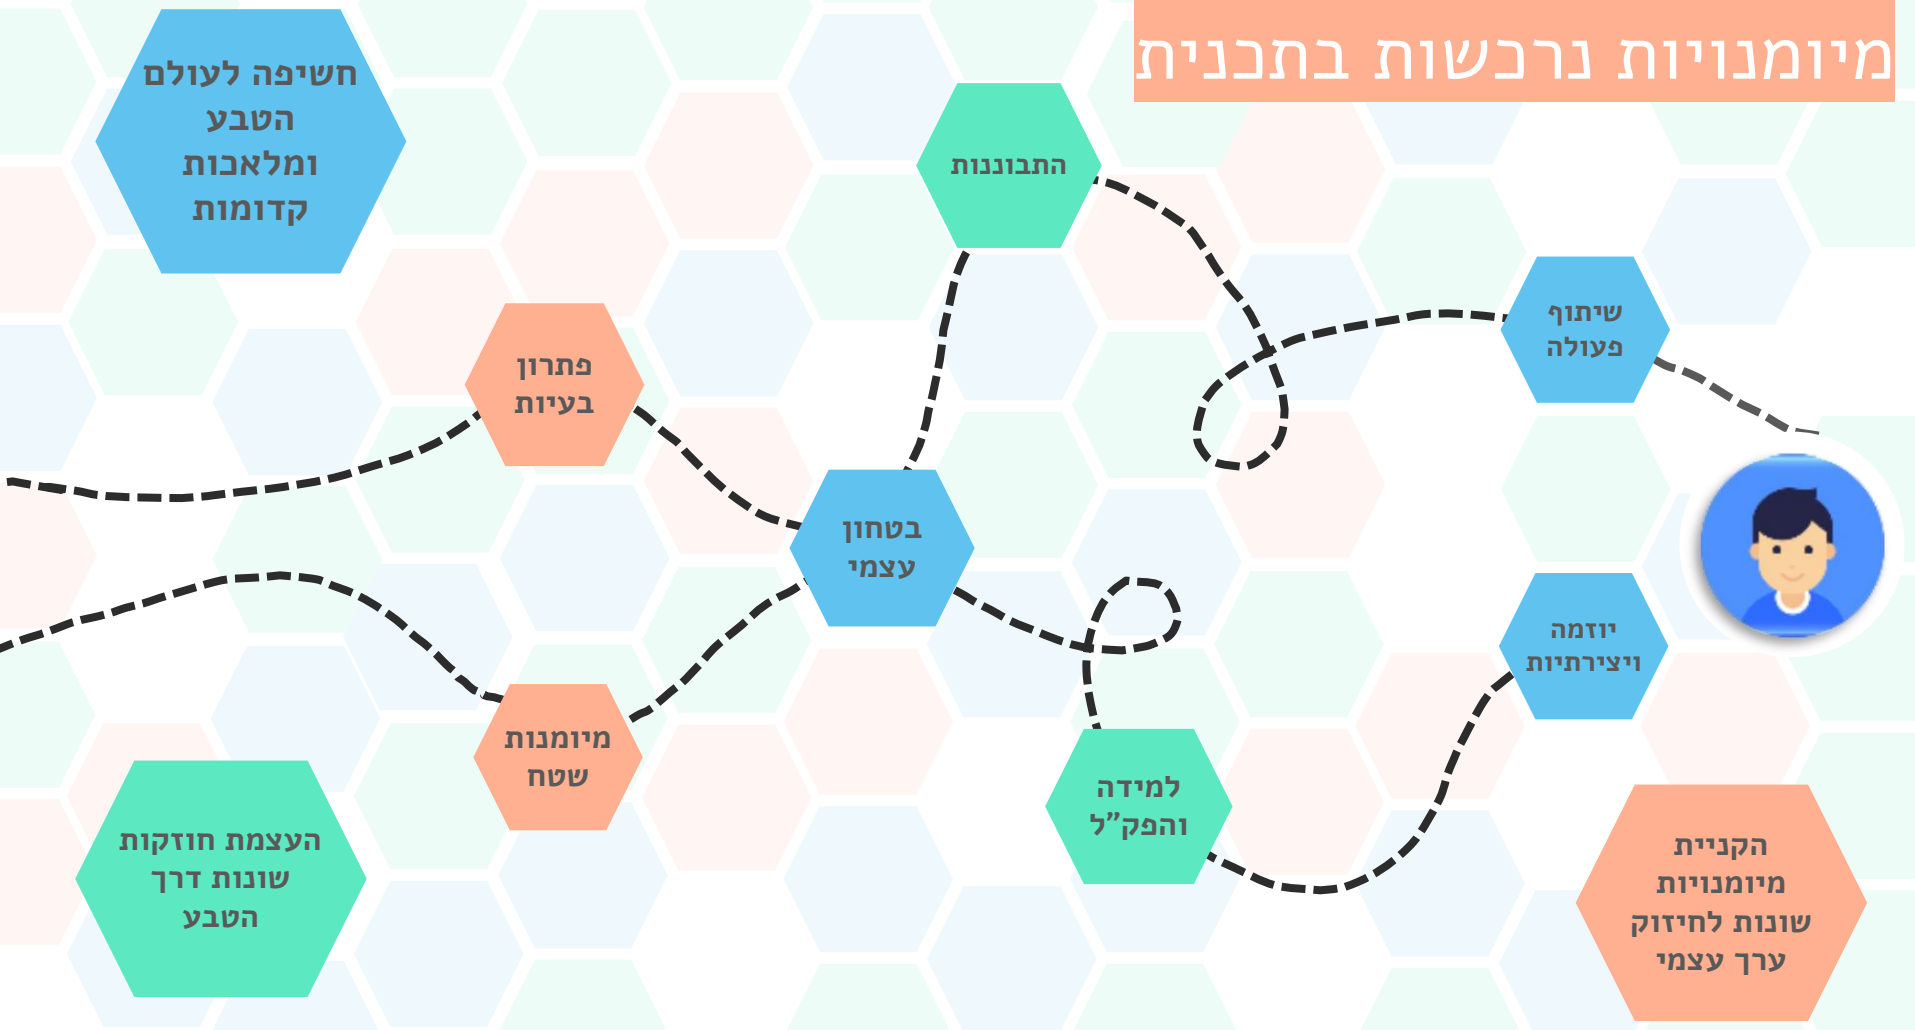 מיומנויות נרכשות בתכנית
חשיפה לעולם
הטבע
ומלאכות
קדומות
התבוננות
שיתוף
פעולה
פתרון
בעיות
בטחון
עצמי
יוזמה
ויצירתיות
מיומנות
שטח
למידה
והפק"ל
העצמת חוזקות
שונות דרך
הטבע
הקניית
מיומנויות
שונות לחיזוק
ערך עצמי